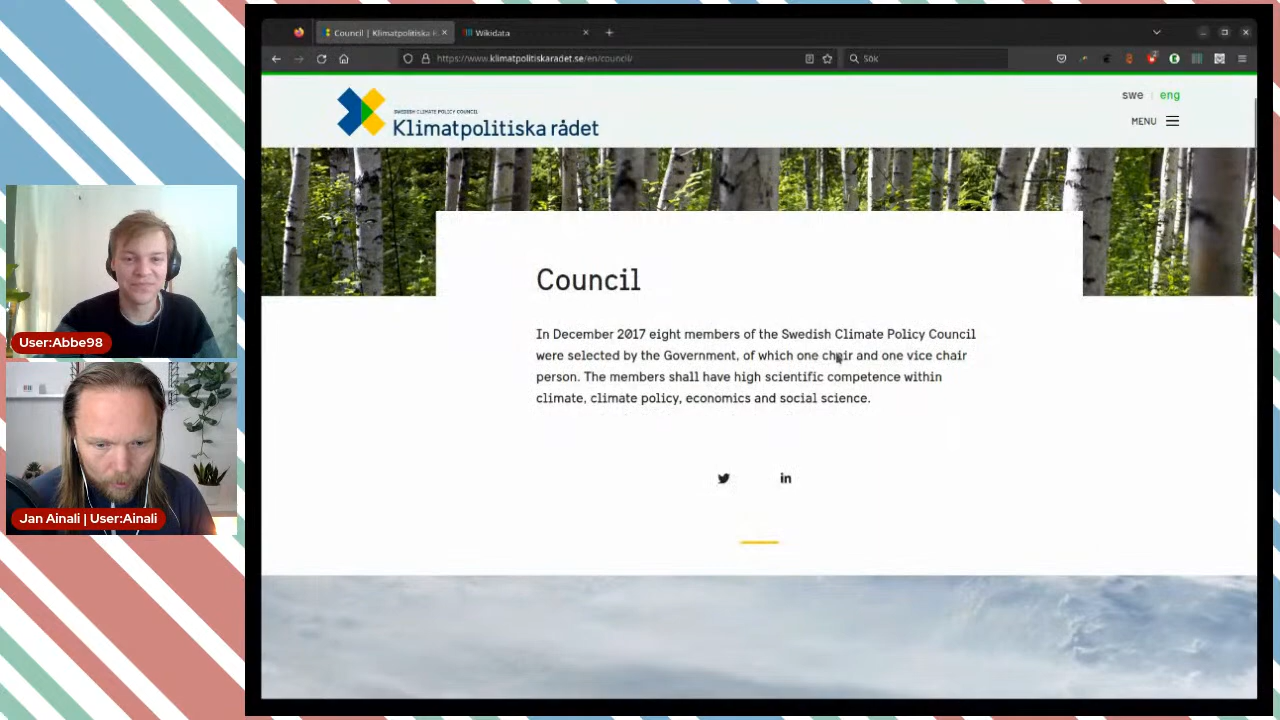 Council | Klimatpolitiska r
Wikidata
https://www.klimatpolitiskaradet.se/en/council/
Sök
SWEDISH CLIMATE POLICY COUNCIL
Klimatpolitiska rådet
swe | eng
MENU
Council
In December 2017 eight members of the Swedish Climate Policy Council
were selected by the Government, of which one chair and one vice chair
person. The members shall have high scientific competence within
climate, climate policy, economics and social science.
User:Abbe98
Jan Ainali | User:Ainali